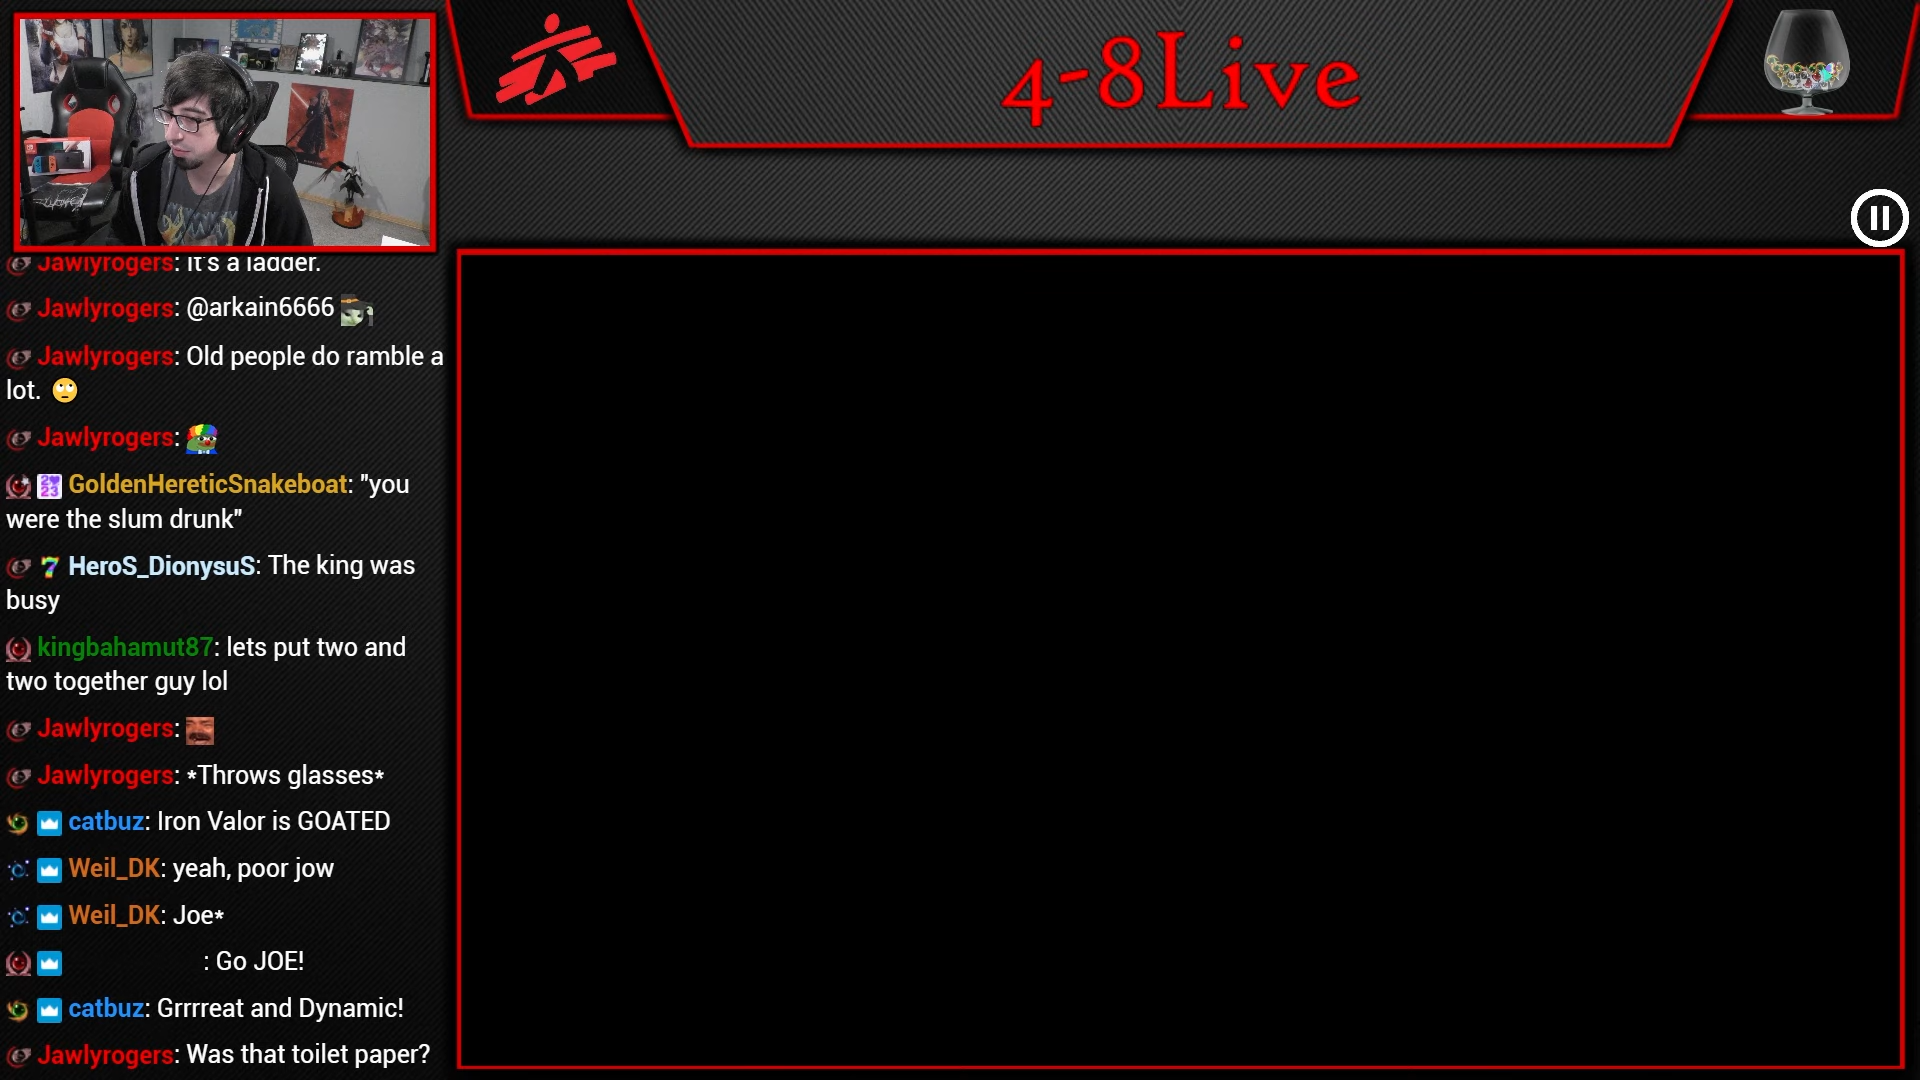 4-8Live
Jawlyrogers: It's a ladder.
Jawlyrogers: @arkain6666
Jawlyrogers: Old people do ramble a
lot.
Jawlyrogers:
GoldenHereticSnakeboat: "you
were the slum drunk"
HeroS_DionysuS: The king was
busy
kingbahamut87: lets put two and
two together guy lol
Jawlyrogers:
Jawlyrogers: *Throws glasses*
catbuz: Iron Valor is GOATED
Weil_DK: yeah, poor jow
Weil_DK: Joe*
: Go JOE!
catbuz: Grrrreat and Dynamic!
Jawlyrogers: Was that toilet paper?